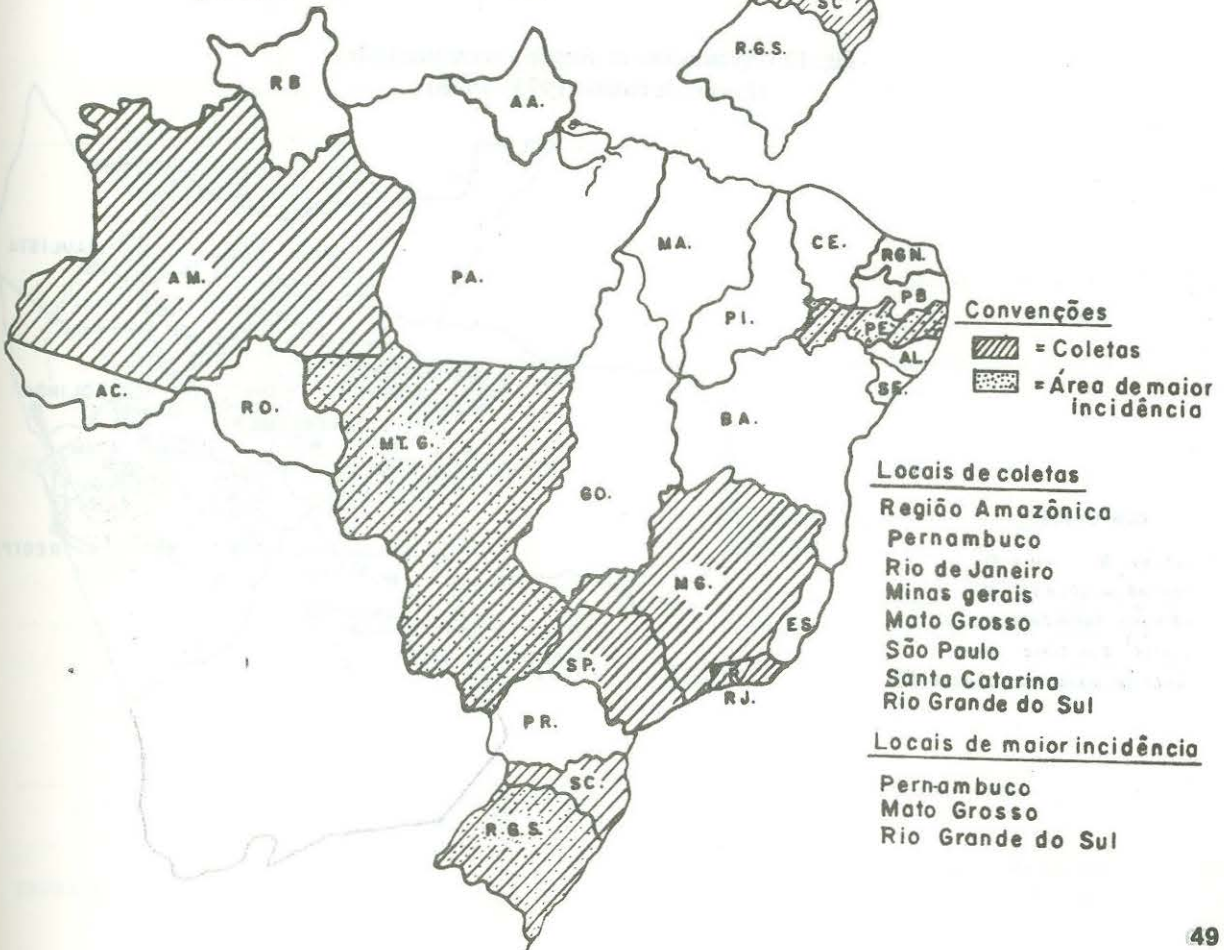 SC
R.G.S.
R B
AA.
AM.
PA.
MA.
CE.
RGN.
PB
PI.
PE
AL.
SE.
AC.
RO.
MT. G.
BA.
GO.
MG.
ES
SP.
RJ.
PR.
SC.
R.G.S.
Convenções
= Coletas
= Área de maior
incidência
Locais de coletas
Região Amazônica
Pernambuco
Rio de Janeiro
Minas gerais
Mato Grosso
São Paulo
Santa Catarina
Rio Grande do Sul
Locais de maior incidência
Pernambuco
Mato Grosso
Rio Grande do Sul
49